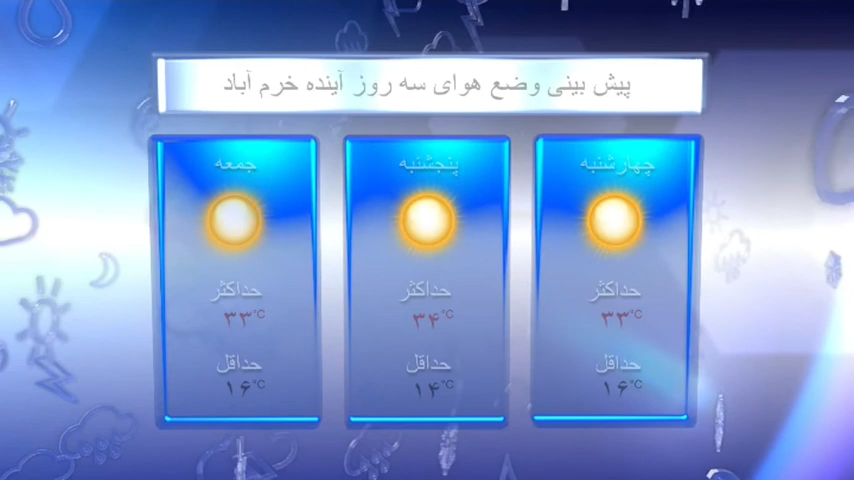 پیش بینی وضع هوای سه روز آینده خرم آباد
چهارشنبه
حداکثر
۳۳°C
حداقل
۱۶°C
پنجشنبه
حداکثر
۳۴°C
حداقل
۱۴°C
جمعه
حداکثر
۳۳°C
حداقل
۱۶°C